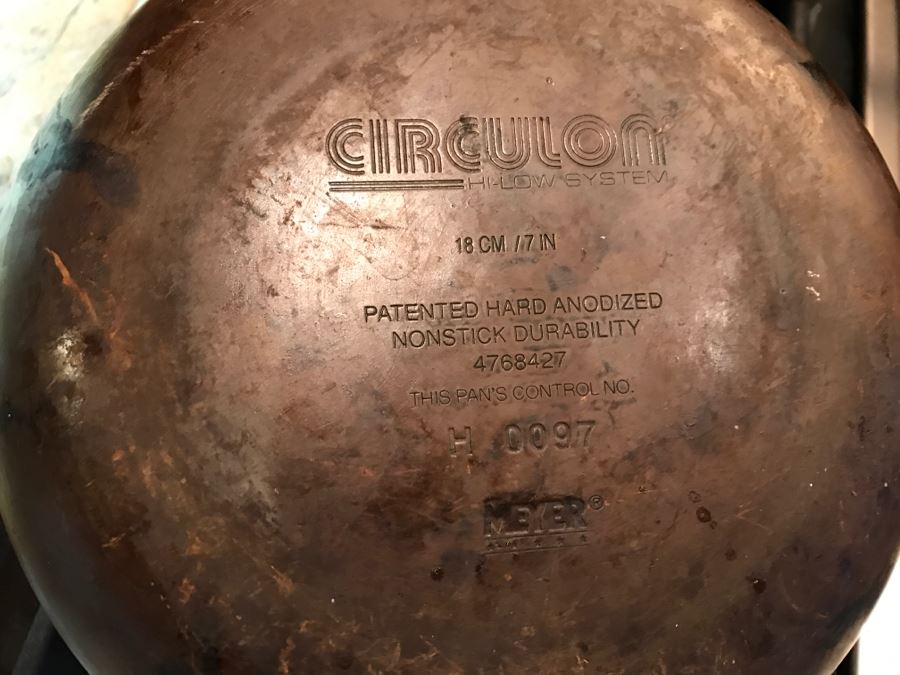 CIRCULON
HI-LOW SYSTEM
18 CM / 7 IN
PATENTED HARD ANODIZED
NONSTICK DURABILITY
4768427
THIS PAN'S CONTROL NO.
H 0097
MEYER®